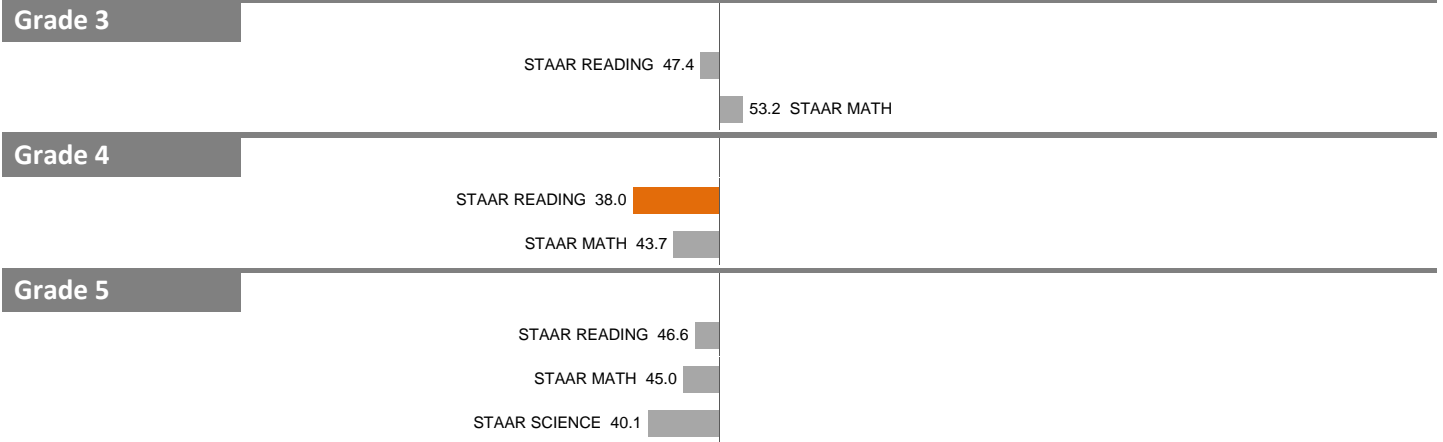 Grade 3
STAAR READING 47.4
53.2 STAAR MATH
Grade 4
STAAR READING 38.0
STAAR MATH 43.7
Grade 5
STAAR READING 46.6
STAAR MATH 45.0
STAAR SCIENCE 40.1